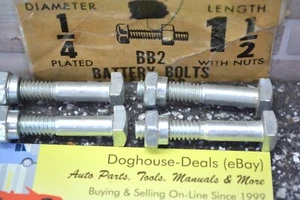 DIAMETER
LENGTH
1/4
1 1/2
BB2
PLATED
WITH NUTS
BATTERY BOLTS
Doghouse-Deals (eBay)
Auto Parts, Tools, Manuals & More
Buying & Selling On-Line Since 1999